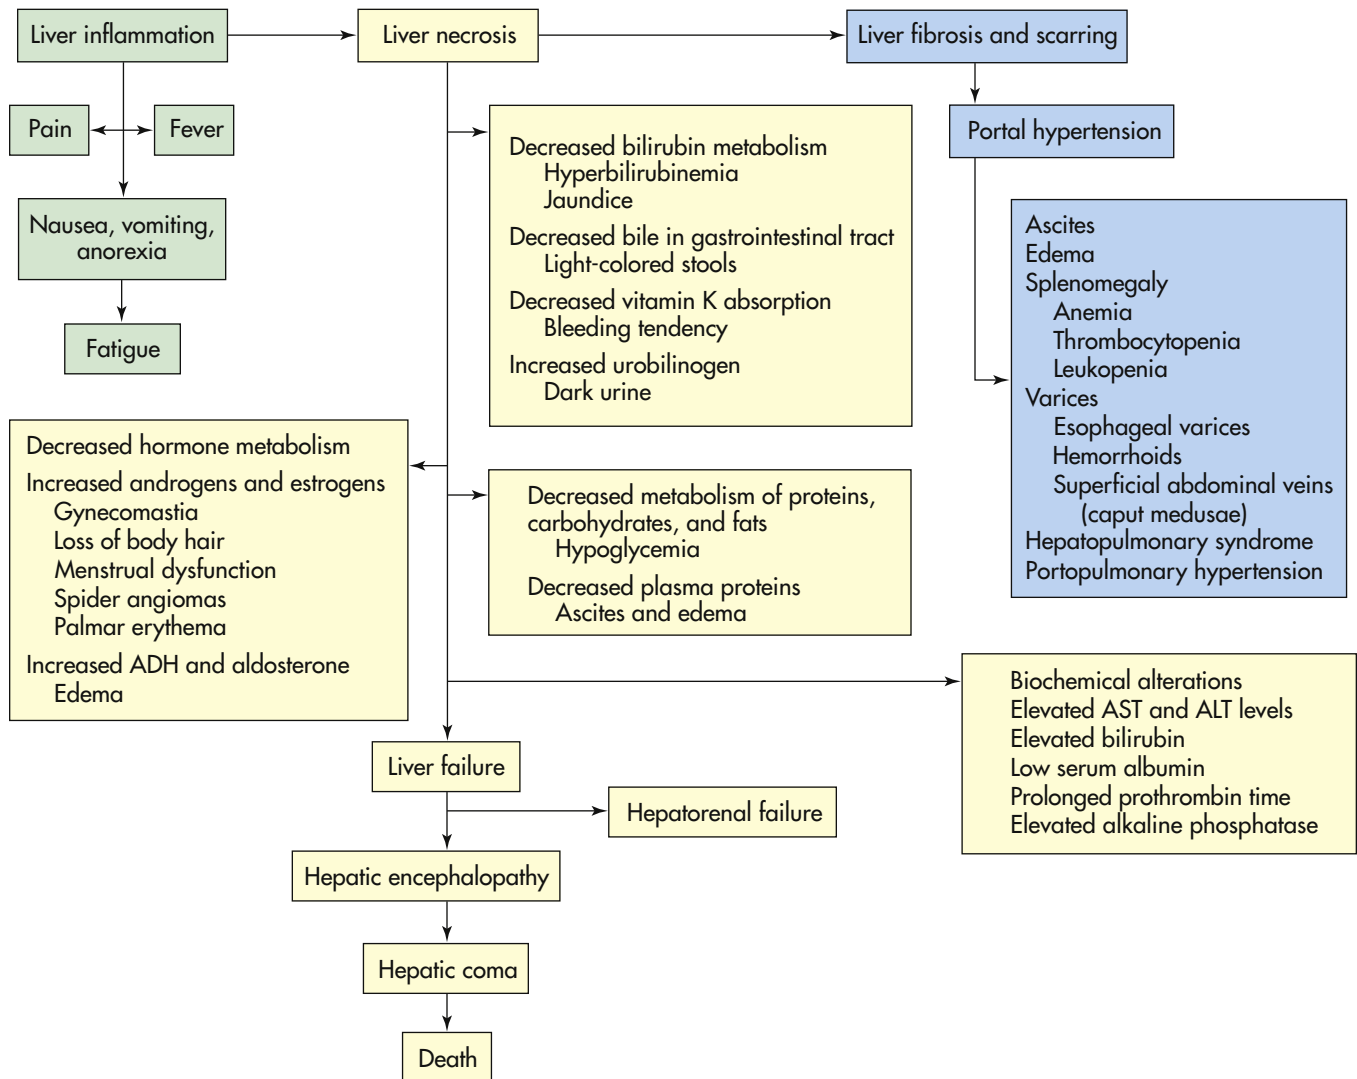 Liver inflammation
Liver necrosis
Liver fibrosis and scarring
Pain
Fever
Nausea, vomiting,
anorexia
Fatigue
Decreased bilirubin metabolism
Hyperbilirubinemia
Jaundice
Decreased bile in gastrointestinal tract
Light-colored stools
Decreased vitamin K absorption
Bleeding tendency
Increased urobilinogen
Dark urine
Portal hypertension
Ascites
Edema
Splenomegaly
Anemia
Thrombocytopenia
Leukopenia
Varices
Esophageal varices
Hemorrhoids
Superficial abdominal veins
(caput medusae)
Hepatopulmonary syndrome
Portopulmonary hypertension
Decreased hormone metabolism
Increased androgens and estrogens
Gynecomastia
Loss of body hair
Menstrual dysfunction
Spider angiomas
Palmar erythema
Increased ADH and aldosterone
Edema
Decreased metabolism of proteins,
carbohydrates, and fats
Hypoglycemia
Decreased plasma proteins
Ascites and edema
Biochemical alterations
Elevated AST and ALT levels
Elevated bilirubin
Low serum albumin
Prolonged prothrombin time
Elevated alkaline phosphatase
Liver failure
Hepatorenal failure
Hepatic encephalopathy
Hepatic coma
Death